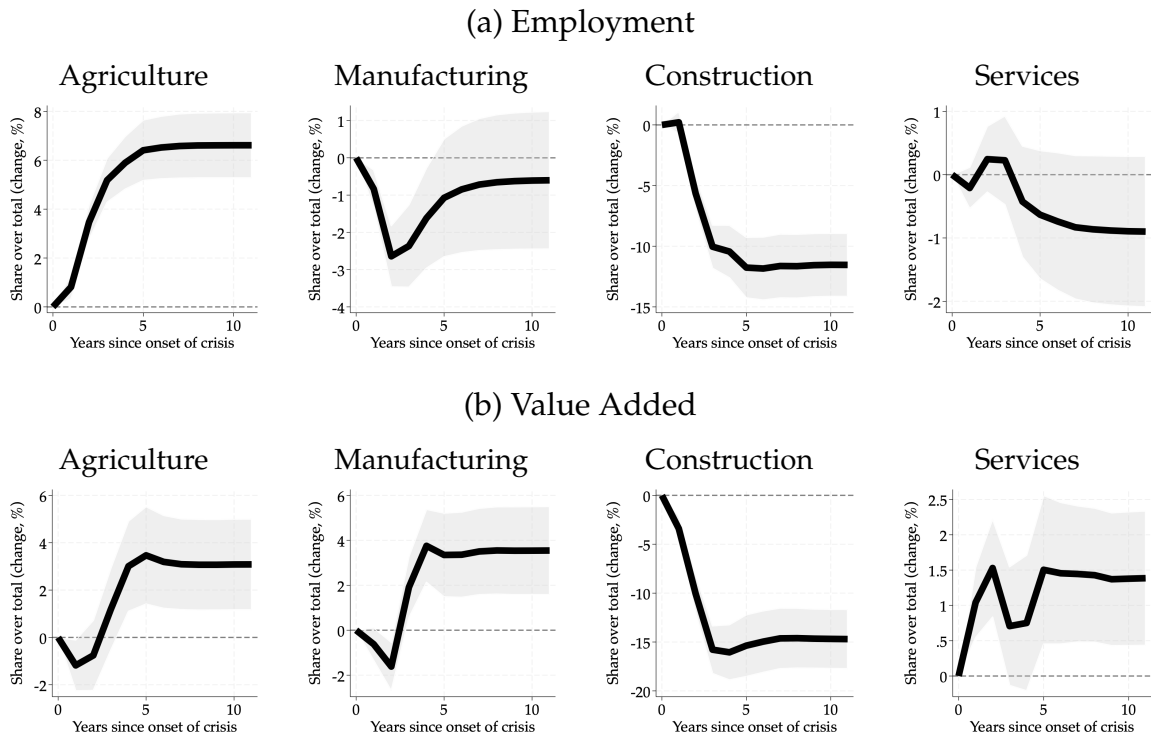 (a) Employment
Agriculture
Share over total (change, %)
8
6
4
2
0
0 5 10
Years since onset of crisis
Manufacturing
Share over total (change, %)
1
0
-1
-2
-3
-4
0 5 10
Years since onset of crisis
Construction
Share over total (change, %)
0
-5
-10
-15
0 5 10
Years since onset of crisis
Services
Share over total (change, %)
1
0
-1
-2
0 5 10
Years since onset of crisis
(b) Value Added
Agriculture
Share over total (change, %)
6
4
2
0
-2
0 5 10
Years since onset of crisis
Manufacturing
Share over total (change, %)
6
4
2
0
-2
0 5 10
Years since onset of crisis
Construction
Share over total (change, %)
0
-5
-10
-15
-20
0 5 10
Years since onset of crisis
Services
Share over total (change, %)
2.5
2
1.5
1
.5
0
0 5 10
Years since onset of crisis